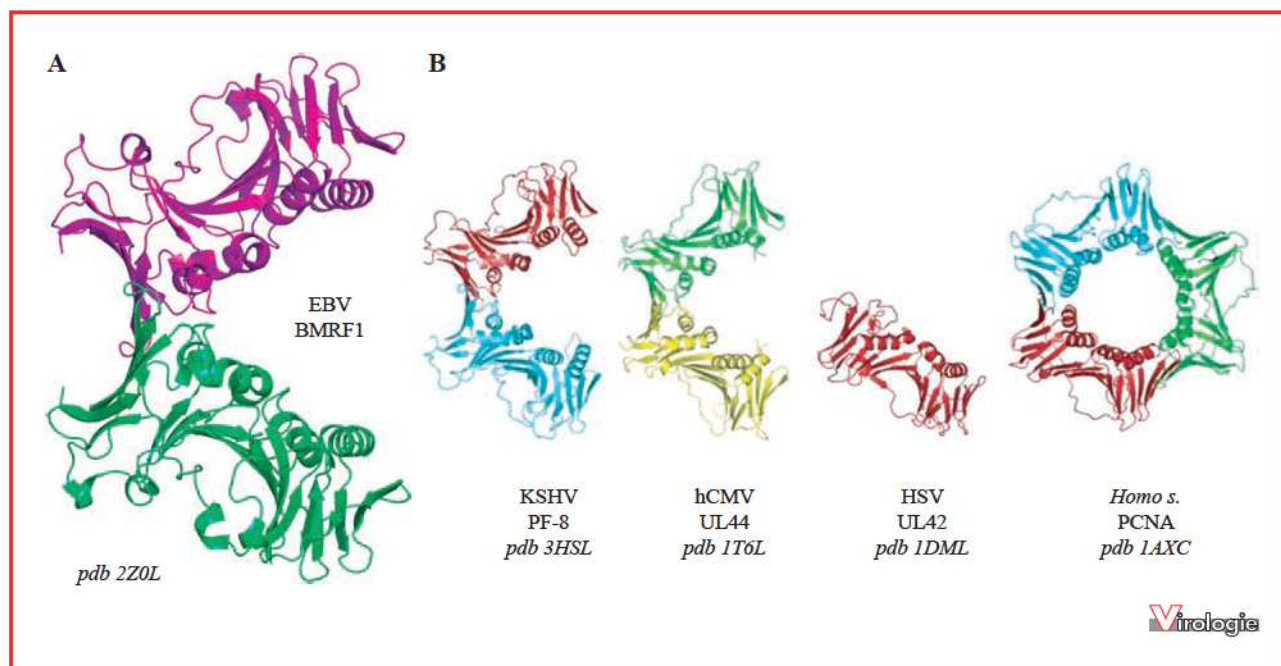 A
B
EBV
BMRF1
pdb 2Z0L
KSHV
PF-8
pdb 3HSL
hCMV
UL44
pdb 1T6L
HSV
UL42
pdb 1DML
Homo s.
PCNA
pdb 1AXC
Virologie